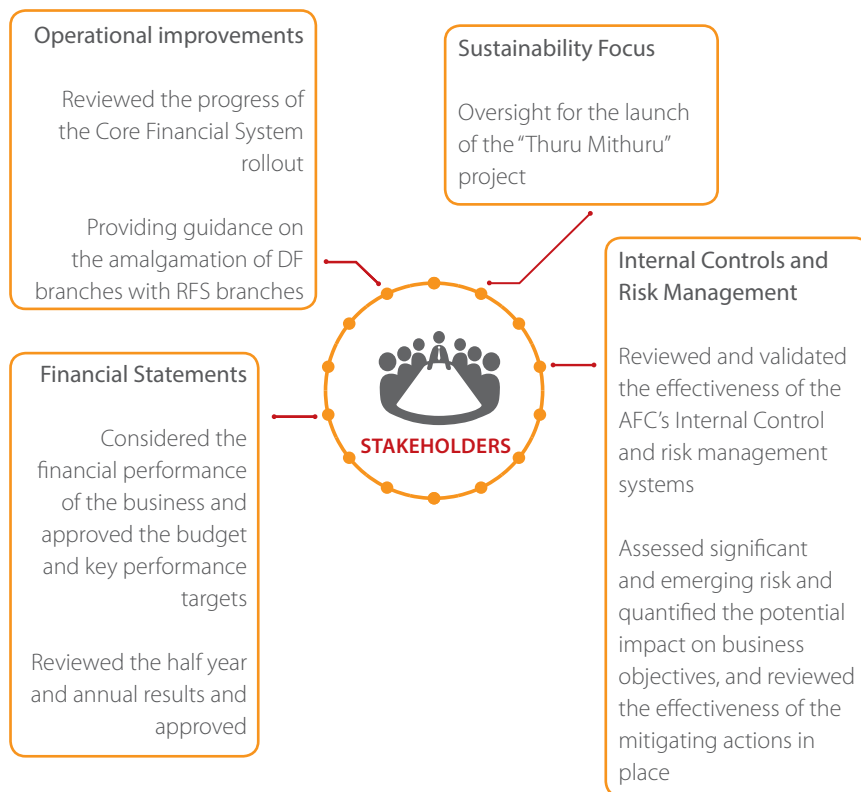 Operational improvements
Reviewed the progress of
the Core Financial System
rollout
Providing guidance on
the amalgamation of DF
branches with RFS branches
Sustainability Focus
Oversight for the launch
of the “Thuru Mithuru”
project
Financial Statements
Considered the
financial performance
of the business and
approved the budget
and key performance
targets
Reviewed the half year
and annual results and
approved
STAKEHOLDERS
Internal Controls and
Risk Management
Reviewed and validated
the effectiveness of the
AFC’s Internal Control
and risk management
systems
Assessed significant
and emerging risk and
quantified the potential
impact on business
objectives, and reviewed
the effectiveness of the
mitigating actions in
place